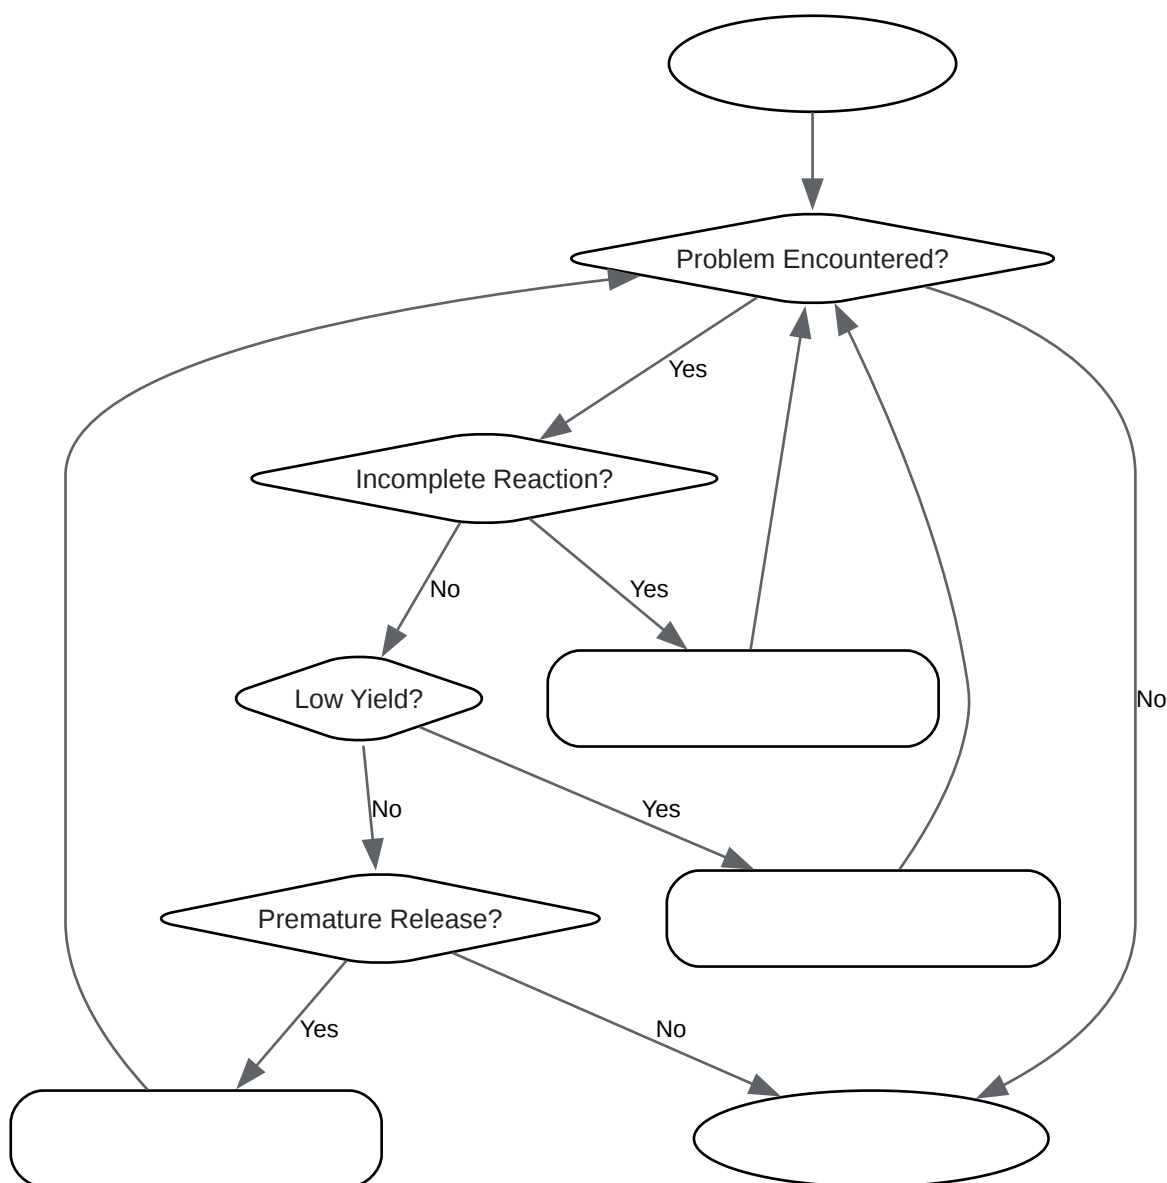 Problem Encountered?
Yes
Incomplete Reaction?
No
Yes
Low Yield?
No
No
Yes
Premature Release?
Yes
No